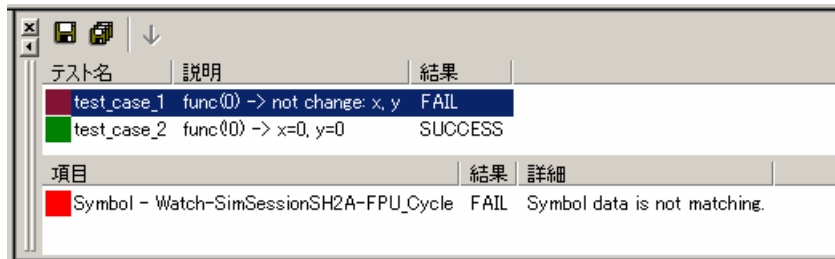 テスト名 説明 結果
test_case_1 func(0) -> not change: x, y FAIL
test_case_2 func(!0) -> x=0, y=0 SUCCESS
項目 結果 詳細
Symbol - Watch-SimSessionSH2A-FPU_Cycle FAIL Symbol data is not matching.